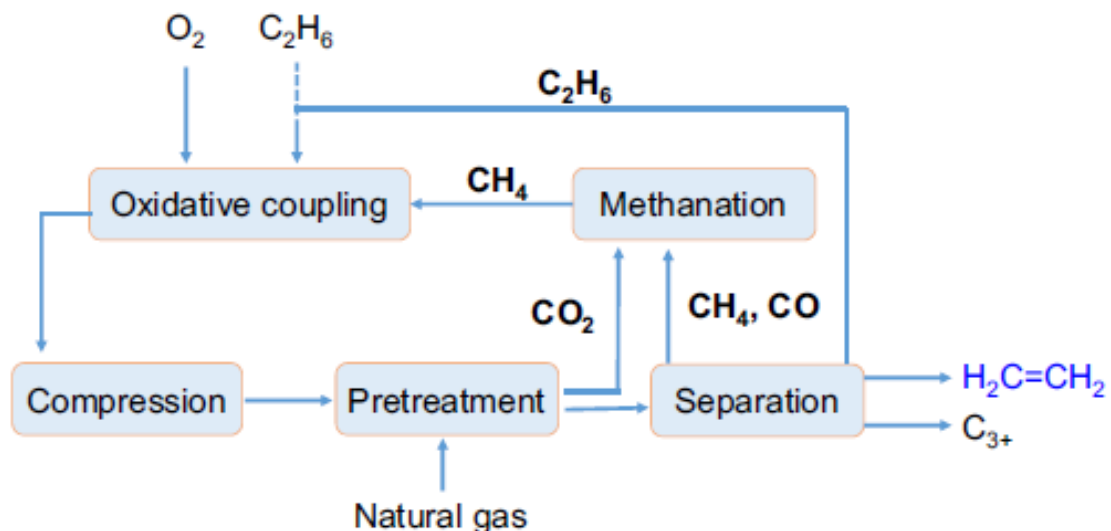 O₂ C₂H₆
C₂H₆
Oxidative coupling CH₄ Methanation
CO₂ CH₄, CO
Compression Pretreatment Separation H₂C=CH₂
C₃₊
Natural gas